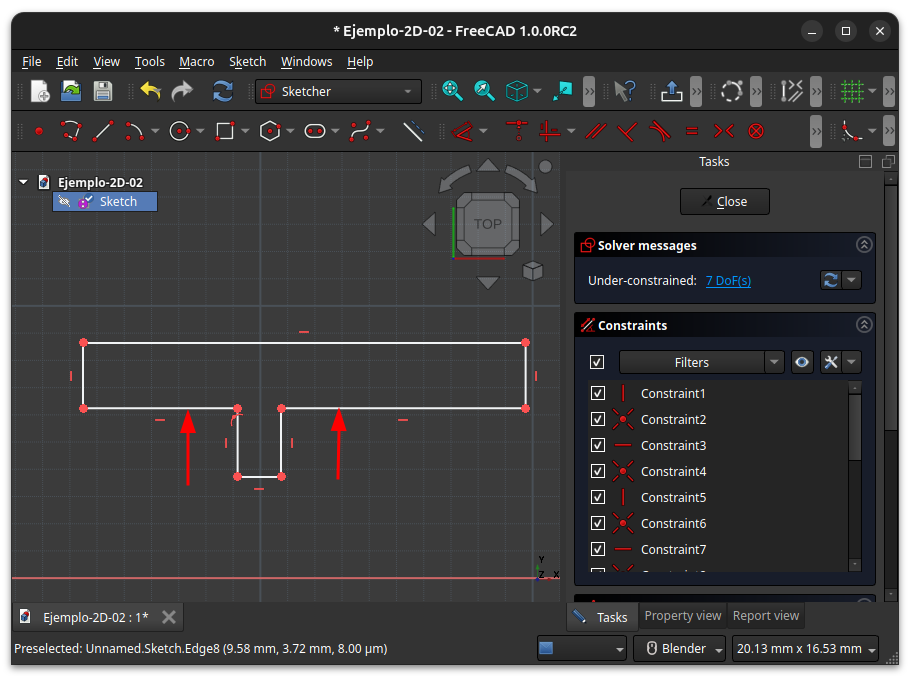 * Ejemplo-2D-02 - FreeCAD 1.0.0RC2
File Edit View Tools Macro Sketch Windows Help
Sketcher
Tasks
Ejemplo-2D-02
Sketch
TOP
Close
Solver messages
Under-constrained: 7 DoF(s)
Constraints
Filters
Constraint1
Constraint2
Constraint3
Constraint4
Constraint5
Constraint6
Constraint7
Y
Z X
Ejemplo-2D-02 : 1*
Tasks Property view Report view
Preselected: Unnamed.Sketch.Edge8 (9.58 mm, 3.72 mm, 8.00 µm)
Blender
20.13 mm x 16.53 mm